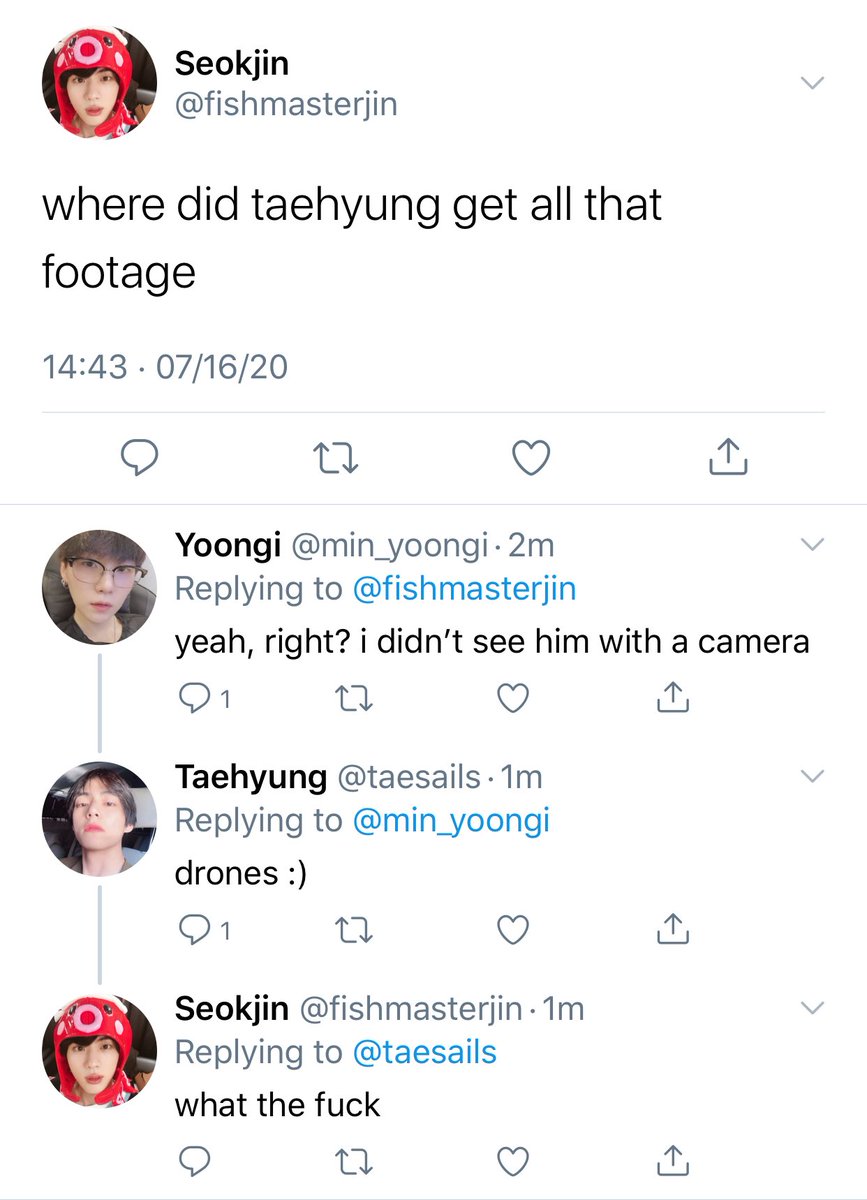 Seokjin
@fishmasterjin
where did taehyung get all that
footage
14:43 · 07/16/20
Yoongi @min_yoongi · 2m
Replying to @fishmasterjin
yeah, right? i didn’t see him with a camera
1
Taehyung @taesails · 1m
Replying to @min_yoongi
drones :)
1
Seokjin @fishmasterjin · 1m
Replying to @taesails
what the fuck